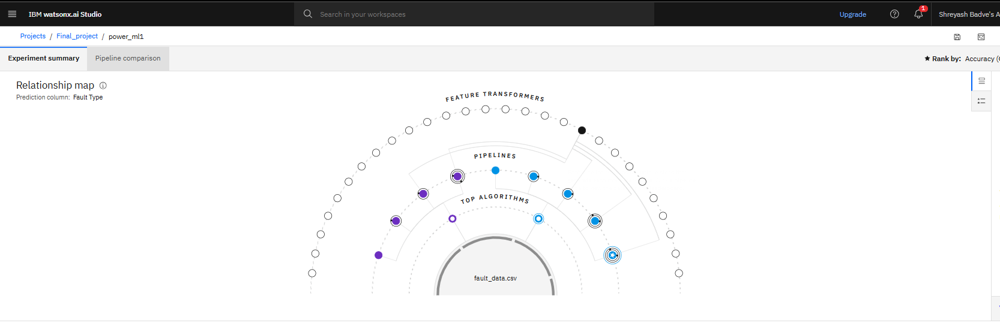 IBM watsonx.ai Studio
Search in your workspaces
Upgrade
1
Shreyash Badve's A
Projects / Final_project / power_ml1
Experiment summary
Pipeline comparison
Rank by: Accuracy (
Relationship map
Prediction column: Fault Type
FEATURE TRANSFORMERS
PIPELINES
TOP ALGORITHMS
fault_data.csv